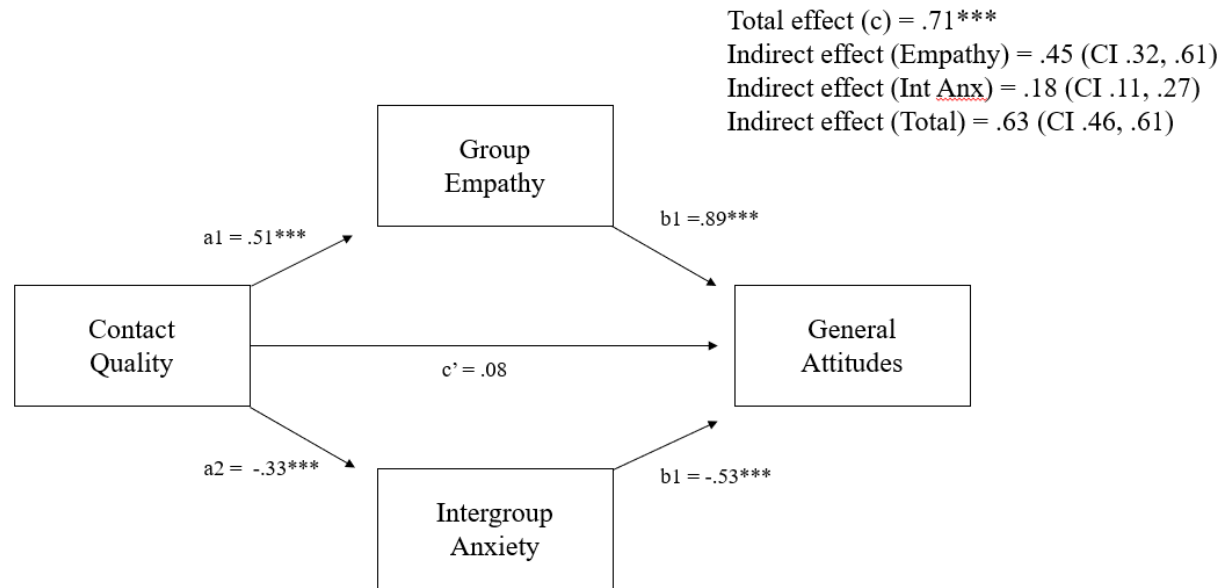 Total effect (c) = .71***
Indirect effect (Empathy) = .45 (CI .32, .61)
Indirect effect (Int Anx) = .18 (CI .11, .27)
Indirect effect (Total) = .63 (CI .46, .61)
Group
Empathy
a1 = .51***
b1 =.89***
Contact
Quality
General
Attitudes
c’ = .08
a2 = -.33***
b1 = -.53***
Intergroup
Anxiety